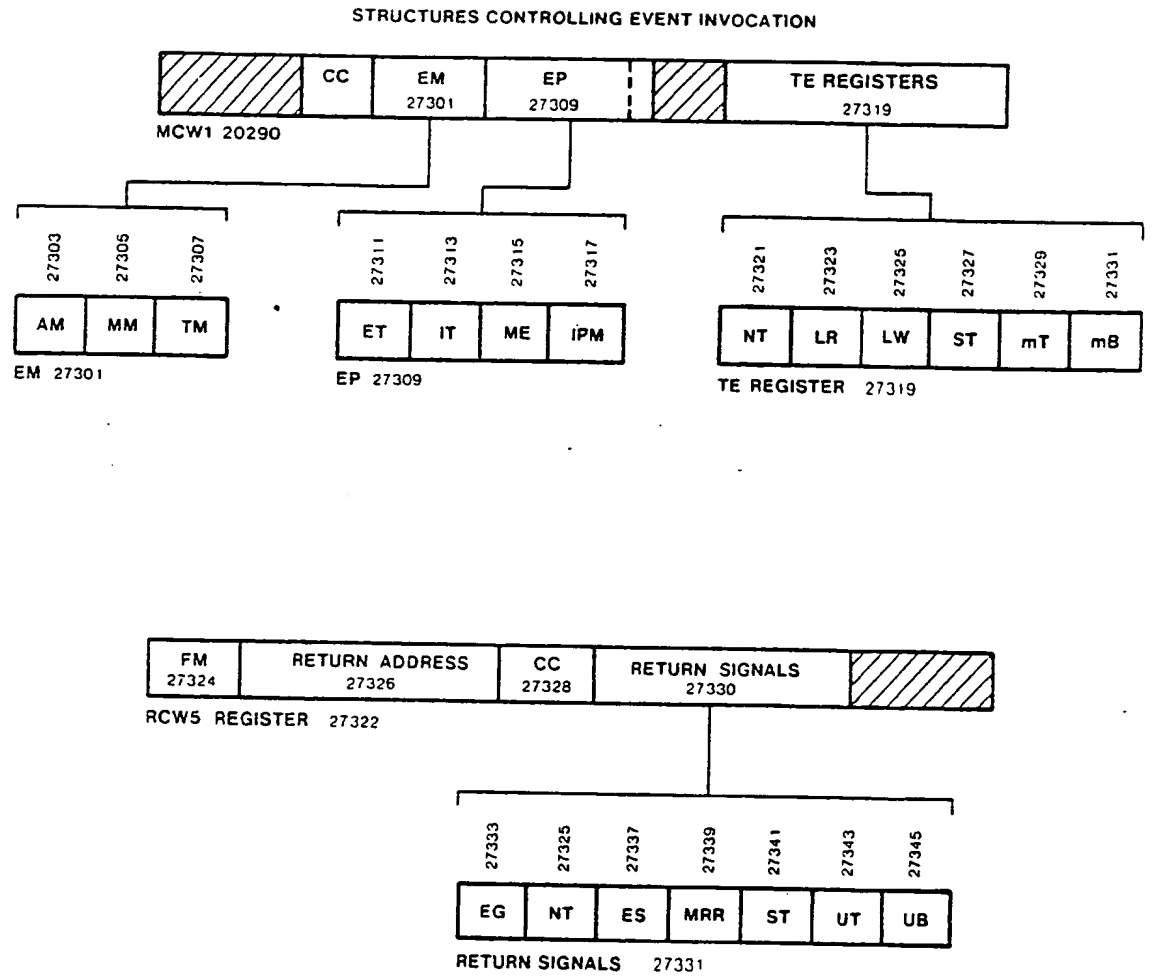 STRUCTURES CONTROLLING EVENT INVOCATION
CC EM EP TE REGISTERS
27301 27309 27319
MCW1 20290
27303 27305 27307
AM MM TM
EM 27301
27311 27313 27315 27317
ET IT ME IPM
EP 27309
27321 27323 27325 27327 27329 27331
NT LR LW ST mT mB
TE REGISTER 27319
FM RETURN ADDRESS CC RETURN SIGNALS
27324 27326 27328 27330
RCW5 REGISTER 27322
27333 27325 27337 27339 27341 27343 27345
EG NT ES MRR ST UT UB
RETURN SIGNALS 27331